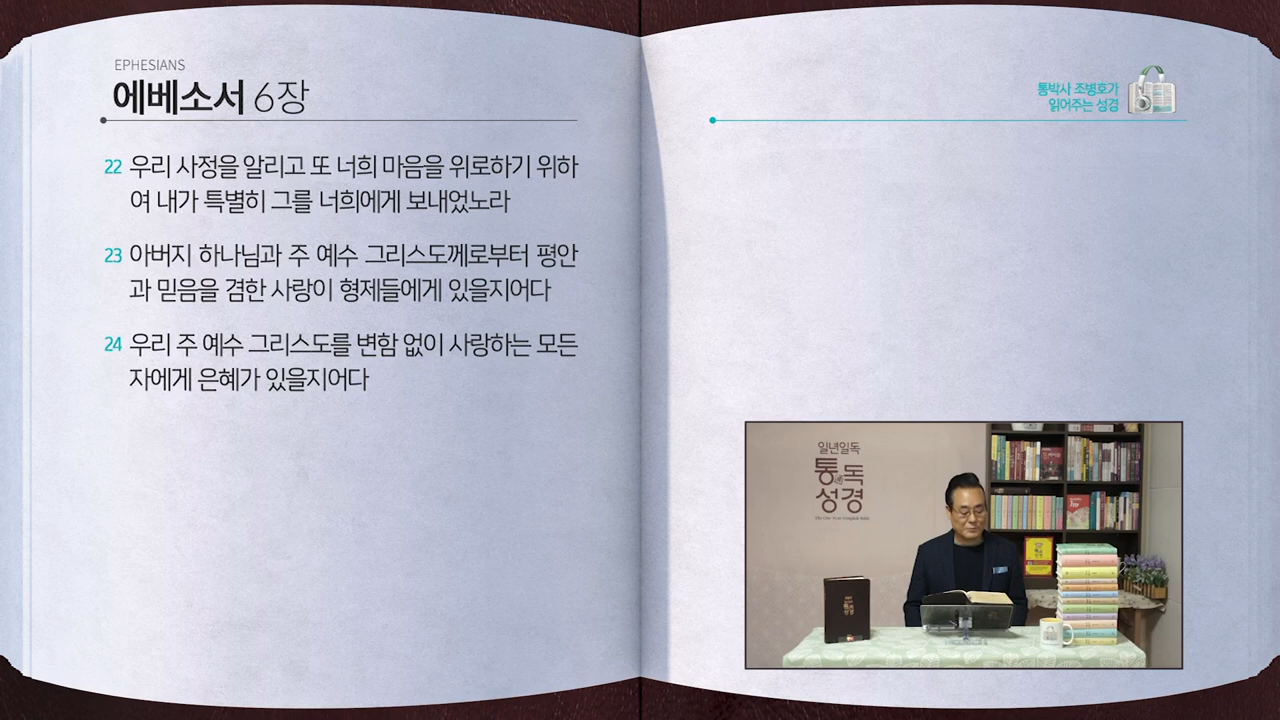 EPHESIANS
에베소서 6장
22 우리 사정을 알리고 또 너희 마음을 위로하기 위하
여 내가 특별히 그를 너희에게 보내었노라
23 아버지 하나님과 주 예수 그리스도께로부터 평안
과 믿음을 겸한 사랑이 형제들에게 있을지어다
24 우리 주 예수 그리스도를 변함 없이 사랑하는 모든
자에게 은혜가 있을지어다
통박사 조병호가
읽어주는 성경
일년일독
통독
성경